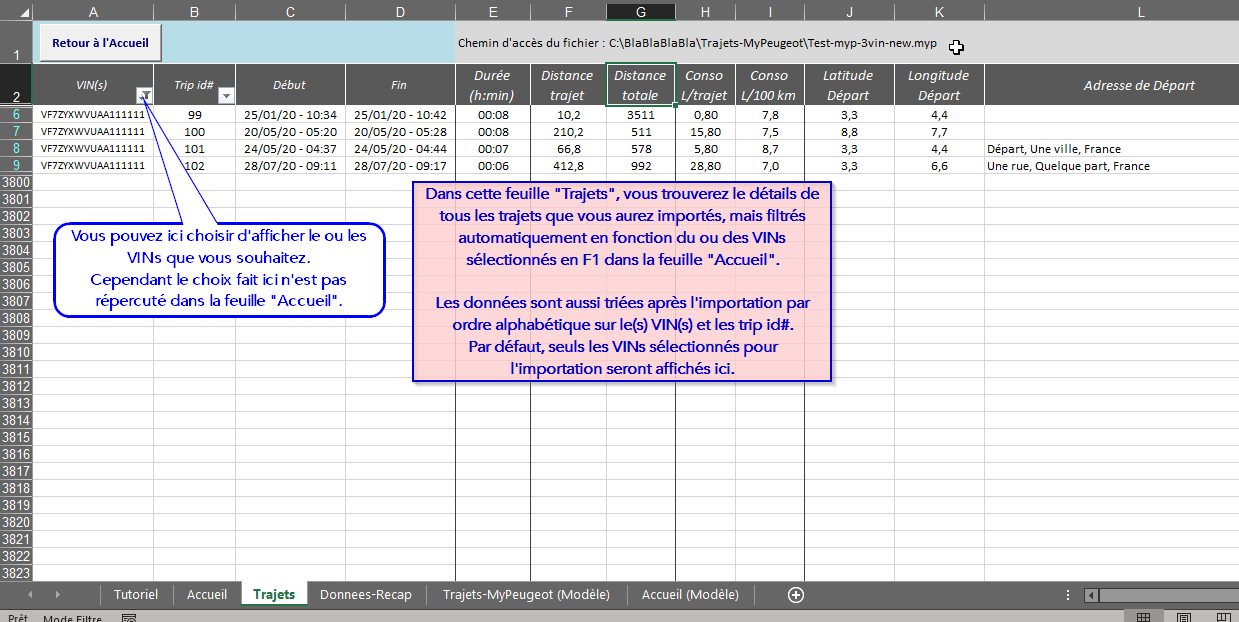 A B C D E F G H I J K L
1 Retour à l'Accueil Chemin d'accès du fichier : C:\BlaBlaBlaBla\Trajets-MyPeugeot\Test-myp-3vin-new.myp
2 VIN(s) Trip id# Début Fin Durée (h:min) Distance trajet Distance totale Conso L/trajet Conso L/100 km Latitude Départ Longitude Départ Adresse de Départ
6 VF7ZYXWVUAA111111 99 25/01/20 - 10:34 25/01/20 - 10:42 00:08 10,2 3511 0,80 7,8 3,3 4,4
7 VF7ZYXWVUAA111111 100 20/05/20 - 05:20 20/05/20 - 05:28 00:08 210,2 511 15,80 7,5 8,8 7,7
8 VF7ZYXWVUAA111111 101 24/05/20 - 04:37 24/05/20 - 04:44 00:07 66,8 578 5,80 8,7 3,3 4,4 Départ, Une ville, France
9 VF7ZYXWVUAA111111 102 28/07/20 - 09:11 28/07/20 - 09:17 00:06 412,8 992 28,80 7,0 3,3 6,6 Une rue, Quelque part, France
3800
3801
3802
3803
3804
3805
3806
3807
3808
3809
3810
3811
3812
3813
3814
3815
3816
3817
3818
3819
3820
3821
3822
3823
Vous pouvez ici choisir d'afficher le ou les
VINs que vous souhaitez.
Cependant le choix fait ici n'est pas
répercuté dans la feuille "Accueil".
Dans cette feuille "Trajets", vous trouverez le détails de
tous les trajets que vous aurez importés, mais filtrés
automatiquement en fonction du ou des VINs
sélectionnés en F1 dans la feuille "Accueil".
Les données sont aussi triées après l'importation par
ordre alphabétique sur le(s) VIN(s) et les trip id#.
Par défaut, seuls les VINs sélectionnés pour
l'importation seront affichés ici.
Tutoriel Accueil Trajets Donnees-Recap Trajets-MyPeugeot (Modèle) Accueil (Modèle)
Prêt Mode Filtre